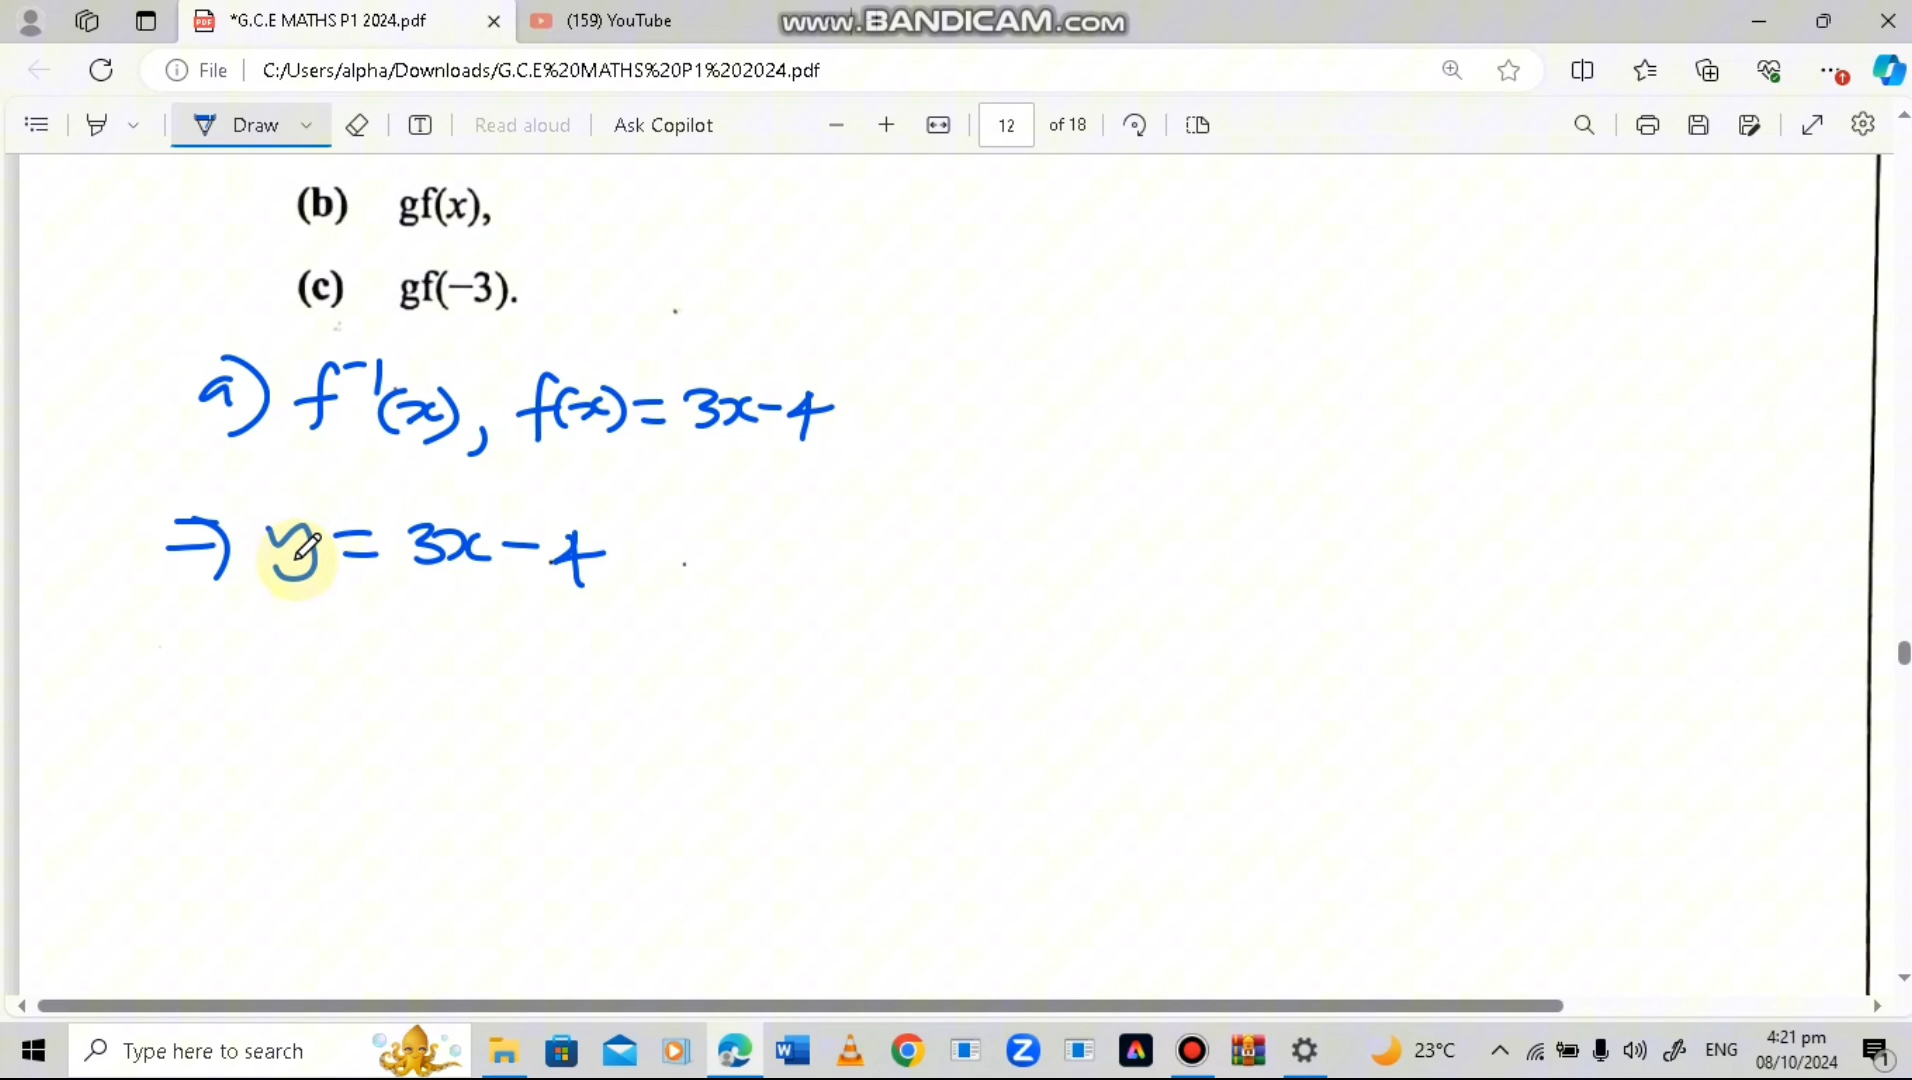 *G.C.E MATHS P1 2024.pdf
(159) YouTube
www.BANDICAM.com
File
C:/Users/alpha/Downloads/G.C.E%20MATHS%20P1%202024.pdf
Draw
Read aloud
Ask Copilot
12
of 18
(b) gf(x),
(c) gf(−3).
a) f⁻¹(x), f(x) = 3x-4
⇒ y = 3x - 4
Type here to search
23°C
ENG
4:21 pm
08/10/2024
1